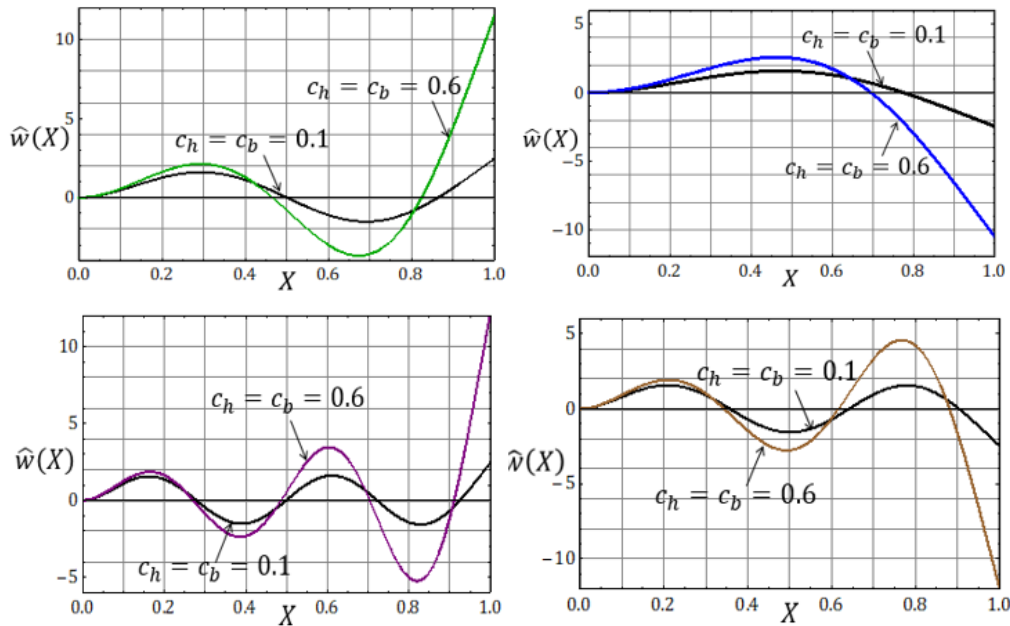 10
5
0
ŵ(X)
c_h = c_b = 0.6
c_h = c_b = 0.1
0.0 0.2 0.4 0.6 0.8 1.0
X
5
0
−5
−10
ŵ(X)
c_h = c_b = 0.1
c_h = c_b = 0.6
0.0 0.2 0.4 0.6 0.8 1.0
X
10
5
0
−5
ŵ(X)
c_h = c_b = 0.6
c_h = c_b = 0.1
0.0 0.2 0.4 0.6 0.8 1.0
X
5
0
−5
−10
ŵ(X)
c_h = c_b = 0.1
c_h = c_b = 0.6
0.0 0.2 0.4 0.6 0.8 1.0
X